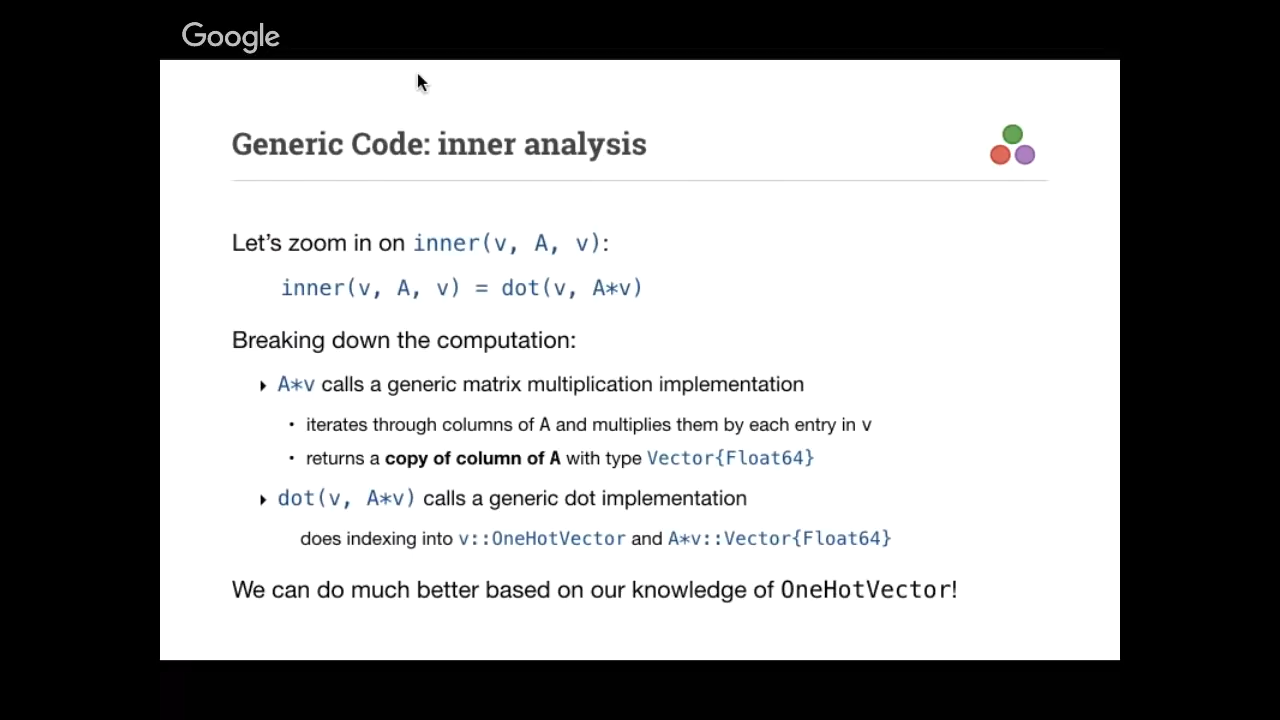 Google
Generic Code: inner analysis
Let's zoom in on inner(v, A, v):
inner(v, A, v) = dot(v, A*v)
Breaking down the computation:
‣ A*v calls a generic matrix multiplication implementation
• iterates through columns of A and multiplies them by each entry in v
• returns a copy of column of A with type Vector{Float64}
‣ dot(v, A*v) calls a generic dot implementation
does indexing into v::OneHotVector and A*v::Vector{Float64}
We can do much better based on our knowledge of OneHotVector!